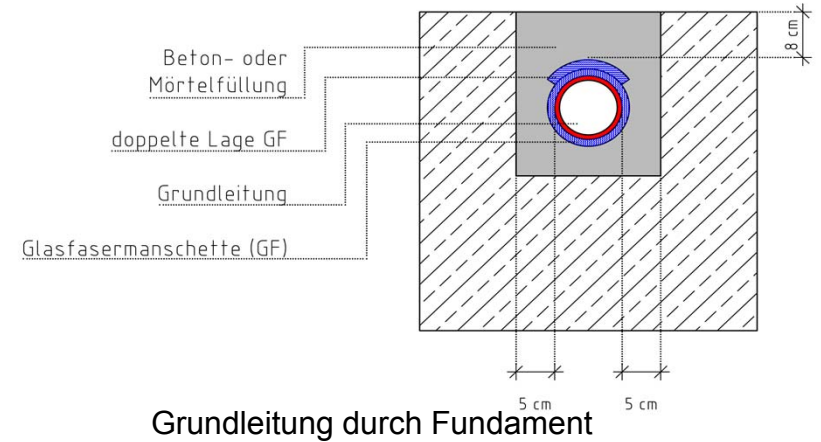 Beton- oder
Mörtelfüllung
doppelte Lage GF
Grundleitung
Glasfasermanschette (GF)
8 cm
5 cm
5 cm
Grundleitung durch Fundament